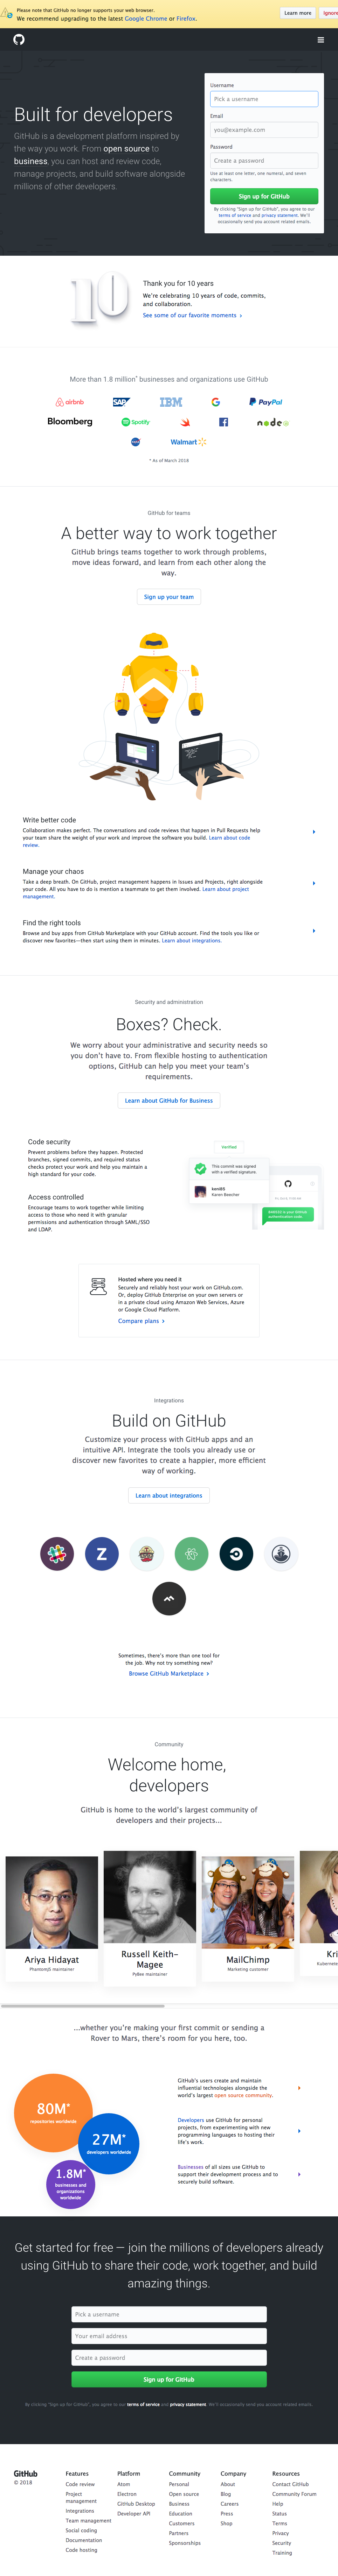 Please note that GitHub no longer supports your web browser.
We recommend upgrading to the latest Google Chrome or Firefox.
Learn more
Ignore
Built for developers
GitHub is a development platform inspired by
the way you work. From open source to
business, you can host and review code,
manage projects, and build software alongside
millions of other developers.
Username
Pick a username
Email
you@example.com
Password
Create a password
Use at least one letter, one numeral, and seven
characters.
Sign up for GitHub
By clicking “Sign up for GitHub”, you agree to our
terms of service and privacy statement. We’ll
occasionally send you account related emails.
10
Thank you for 10 years
We’re celebrating 10 years of code, commits,
and collaboration.
See some of our favorite moments
More than 1.8 million* businesses and organizations use GitHub
airbnb SAP IBM G PayPal
Bloomberg Spotify node
NASA Walmart
* As of March 2018
GitHub for teams
A better way to work together
GitHub brings teams together to work through problems,
move ideas forward, and learn from each other along the
way.
Sign up your team
Write better code
Collaboration makes perfect. The conversations and code reviews that happen in Pull Requests help
your team share the weight of your work and improve the software you build. Learn about code
review.
Manage your chaos
Take a deep breath. On GitHub, project management happens in Issues and Projects, right alongside
your code. All you have to do is mention a teammate to get them involved. Learn about project
management.
Find the right tools
Browse and buy apps from GitHub Marketplace with your GitHub account. Find the tools you like or
discover new favorites—then start using them in minutes. Learn about integrations.
Security and administration
Boxes? Check.
We worry about your administrative and security needs so
you don’t have to. From flexible hosting to authentication
options, GitHub can help you meet your team’s
requirements.
Learn about GitHub for Business
Code security
Prevent problems before they happen. Protected
branches, signed commits, and required status
checks protect your work and help you maintain a
high standard for your code.
Access controlled
Encourage teams to work together while limiting
access to those who need it with granular
permissions and authentication through SAML/SSO
and LDAP.
Verified
This commit was signed
with a verified signature.
kent85
Karen Beecher
is your GitHub
authentication code.
Hosted where you need it
Securely and reliably host your work on GitHub.com.
Or, deploy GitHub Enterprise on your own servers or
in a private cloud using Amazon Web Services, Azure
or Google Cloud Platform.
Compare plans
Integrations
Build on GitHub
Customize your process with GitHub apps and an
intuitive API. Integrate the tools you already use or
discover new favorites to create a happier, more efficient
way of working.
Learn about integrations
Z
Sometimes, there’s more than one tool for
the job. Why not try something new?
Browse GitHub Marketplace
Community
Welcome home,
developers
GitHub is home to the world’s largest community of
developers and their projects...
Ariya Hidayat
PhantomJS maintainer
Russell Keith-
Magee
PyBee maintainer
MailChimp
Marketing customer
Kri
Kubernete
...whether you’re making your first commit or sending a
Rover to Mars, there’s room for you here, too.
80M*
repositories worldwide
27M*
developers worldwide
1.8M*
businesses and
organizations
worldwide
GitHub’s users create and maintain
influential technologies alongside the
world’s largest open source community.
Developers use GitHub for personal
projects, from experimenting with new
programming languages to hosting their
life’s work.
Businesses of all sizes use GitHub to
support their development process and to
securely build software.
Get started for free — join the millions of developers already
using GitHub to share their code, work together, and build
amazing things.
Pick a username
Your email address
Create a password
Sign up for GitHub
By clicking “Sign up for GitHub”, you agree to our terms of service and privacy statement. We’ll occasionally send you account related emails.
GitHub
© 2018
Features
Code review
Project
management
Integrations
Team management
Social coding
Documentation
Code hosting
Platform
Atom
Electron
GitHub Desktop
Developer API
Community
Personal
Open source
Business
Education
Customers
Partners
Sponsorships
Company
About
Blog
Careers
Press
Shop
Resources
Contact GitHub
Community Forum
Help
Status
Terms
Privacy
Security
Training